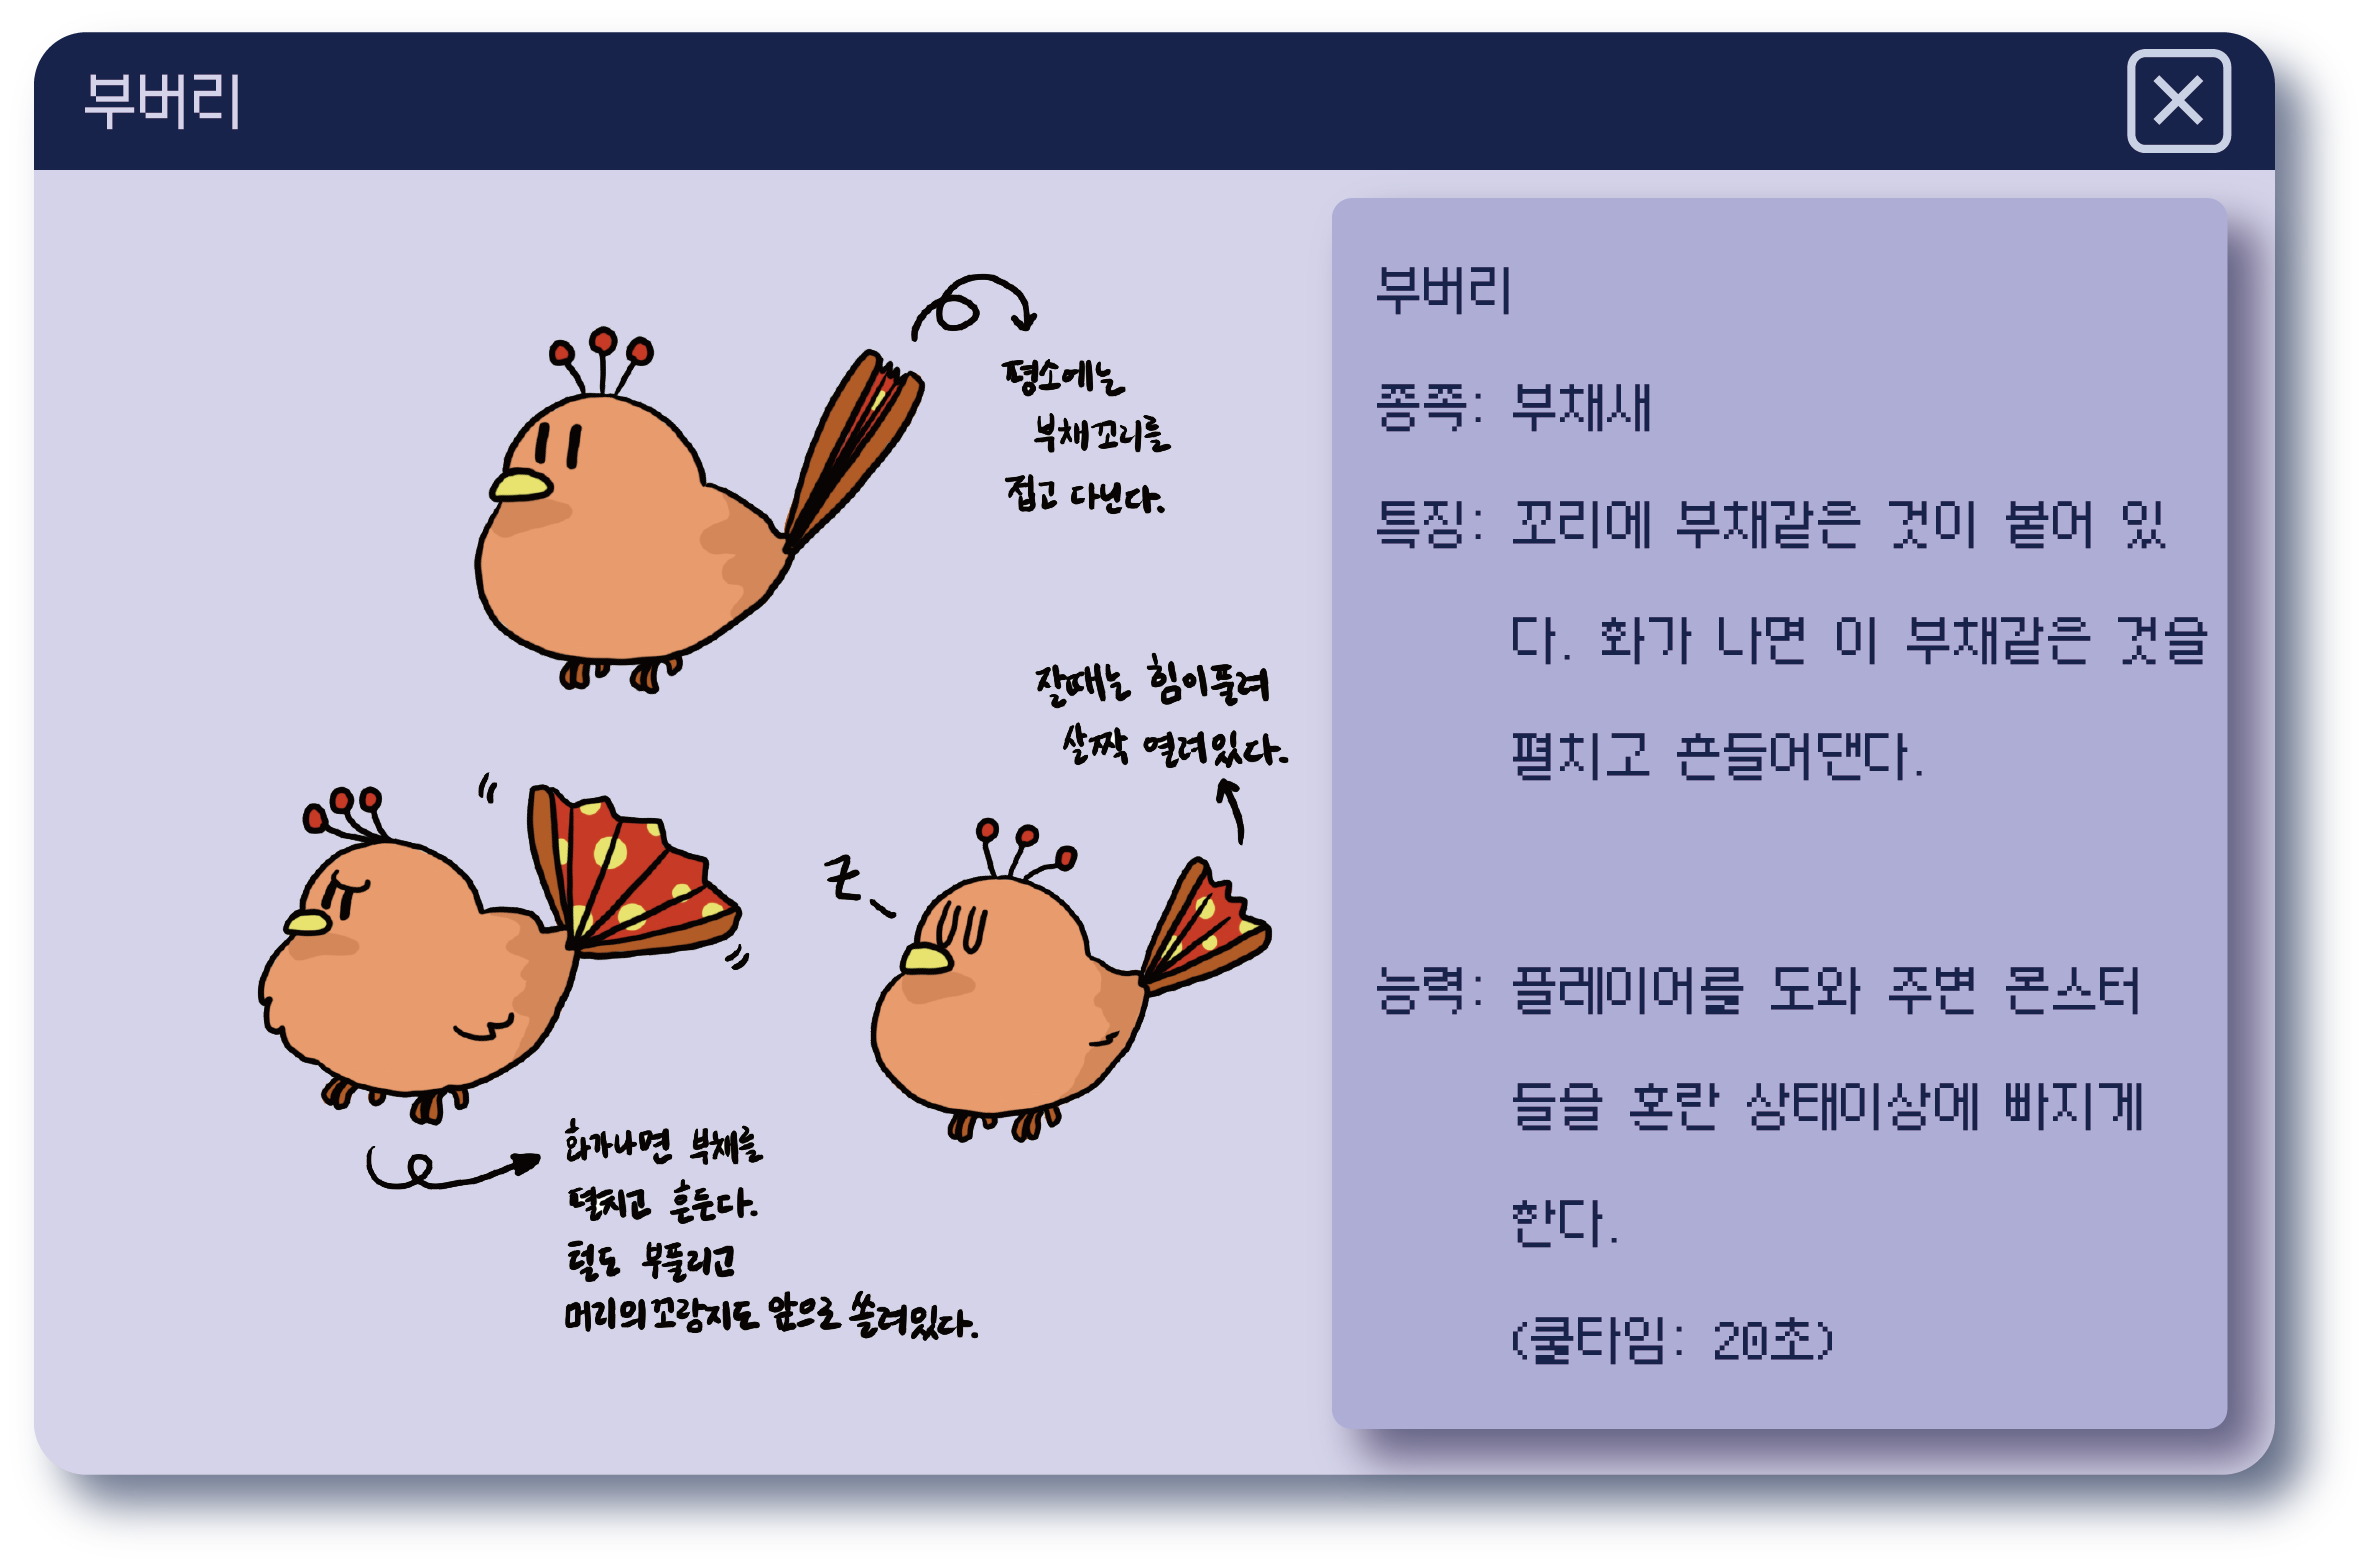 부버리
평소에는
부채꼬리를
접고 다닌다.
잘때는 힘이풀려
살짝 열려있다.
Z
화가나면 부채를
펼치고 흔든다.
털도 부풀리고
머리의꼬랑지도 앞으로 쏠려있다.
부버리
종족: 부채새
특징: 꼬리에 부채같은 것이 붙어 있
다. 화가 나면 이 부채같은 것을
펼치고 흔들어댄다.
능력: 플레이어를 도와 주변 몬스터
들을 혼란 상태이상에 빠지게
한다.
(쿨타임: 20초)